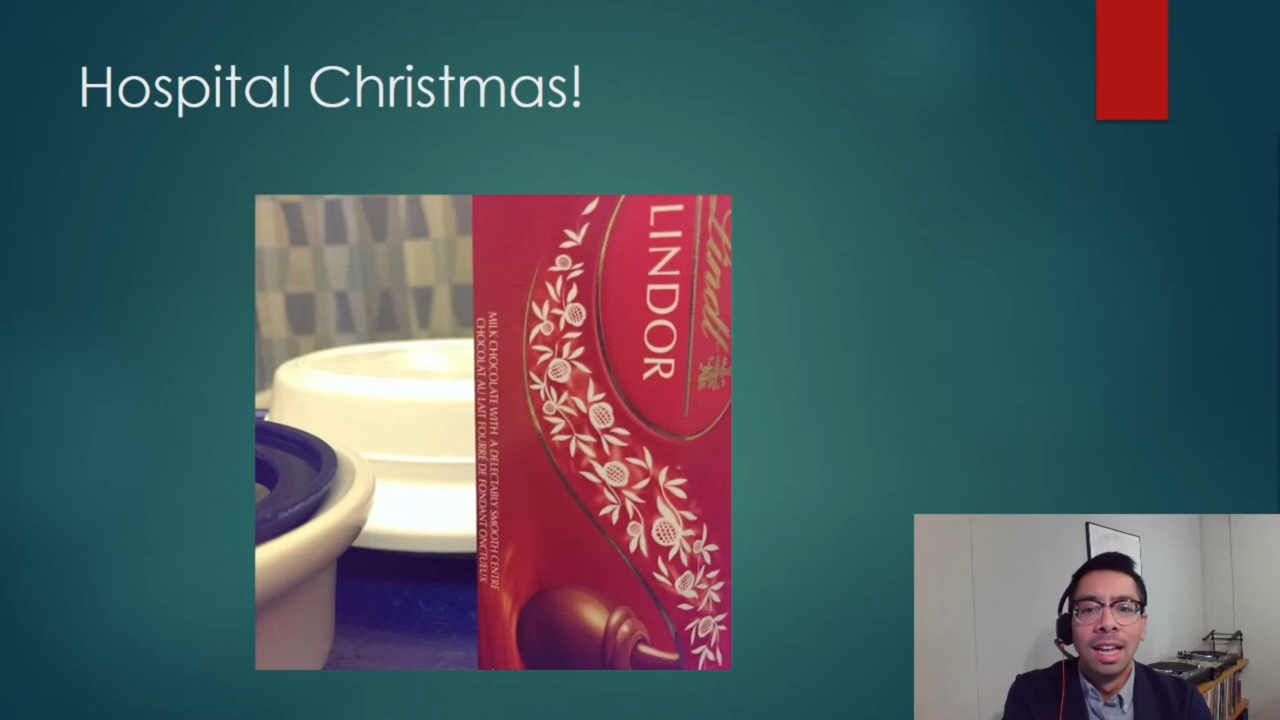 Hospital Christmas!
Lindt
LINDOR
MILK CHOCOLATE WITH A DELECTABLY SMOOTH CENTRE
CHOCOLAT AU LAIT FOURRÉ DE FONDANT ONCTUEUX